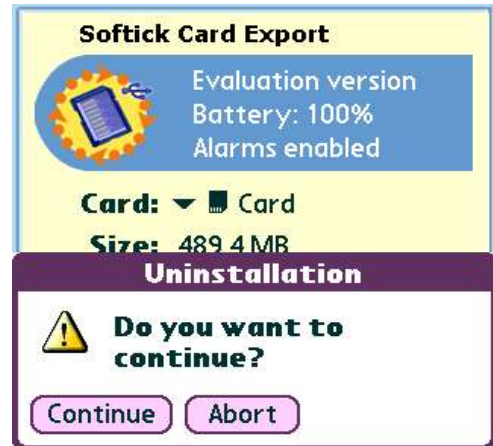 Softick Card Export
Evaluation version
Battery: 100%
Alarms enabled
Card: Card
Size: 489.4 MB
Uninstallation
Do you want to
continue?
Continue Abort